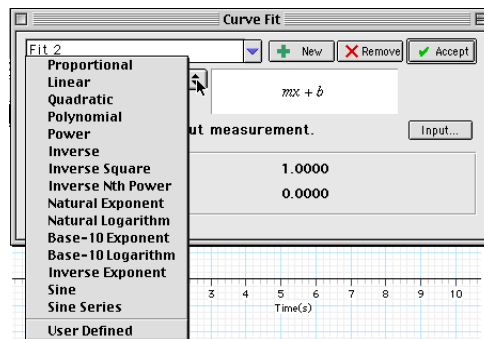 Curve Fit
Fit 2
New
Remove
Accept
Proportional
Linear
Quadratic
Polynomial
Power
Inverse
Inverse Square
Inverse Nth Power
Natural Exponent
Natural Logarithm
Base-10 Exponent
Base-10 Logarithm
Inverse Exponent
Sine
Sine Series
User Defined
mx + b
ut measurement.
Input...
1.0000
0.0000
3 4 5 6 7 8 9 10
Time(s)